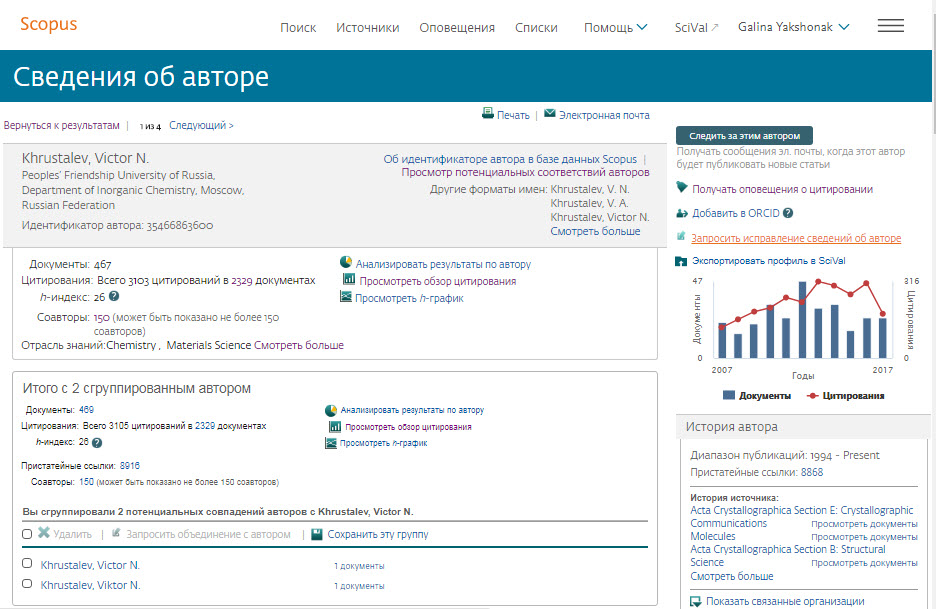 Scopus
Поиск Источники Оповещения Списки Помощь SciVal Galina Yakshonak
Сведения об авторе
Вернуться к результатам | 1 из 4 Следующий >
Печать | Электронная почта
Khrustalev, Victor N.
Peoples' Friendship University of Russia,
Department of Inorganic Chemistry, Moscow,
Russian Federation
Идентификатор автора: 35466863600
Об идентификаторе автора в базе данных Scopus |
Просмотр потенциальных соответствий авторов
Другие форматы имен: Khrustalev, V. N.
Khrustalev, V. A.
Khrustalev, Victor N.
Смотреть больше
Документы: 467
Цитирования: Всего 3103 цитирований в 2329 документах
h-индекс: 26
Соавторы: 150 (может быть показано не более 150
соавторов)
Отрасль знаний:Chemistry , Materials Science Смотреть больше
Анализировать результаты по автору
Просмотреть обзор цитирования
Просмотреть h-график
Итого с 2 сгруппированным автором
Документы: 469
Цитирования: Всего 3105 цитирований в 2329 документах
h-индекс: 26
Пристатейные ссылки: 8916
Соавторы: 150 (может быть показано не более 150 соавторов)
Анализировать результаты по автору
Просмотреть обзор цитирования
Просмотреть h-график
Вы сгруппировали 2 потенциальных совпадений авторов с Khrustalev, Victor N.
Удалить | Запросить объединение с автором | Сохранить эту группу
Khrustalev, Victor N. 1 документы
Khrustalev, Viktor N. 1 документы
Следить за этим автором
Получать сообщения эл. почты, когда этот автор
будет публиковать новые статьи
Получать оповещения о цитировании
Добавить в ORCID
Запросить исправление сведений об авторе
Экспортировать профиль в SciVal
47 316
Документы Цитирования
0 0
2007 2017
Годы
Документы Цитирования
История автора
Диапазон публикаций: 1994 - Present
Пристатейные ссылки: 8868
История источника:
Acta Crystallographica Section E: Crystallographic
Communications Просмотреть документы
Molecules Просмотреть документы
Acta Crystallographica Section B: Structural
Science Просмотреть документы
Смотреть больше
Показать связанные организации